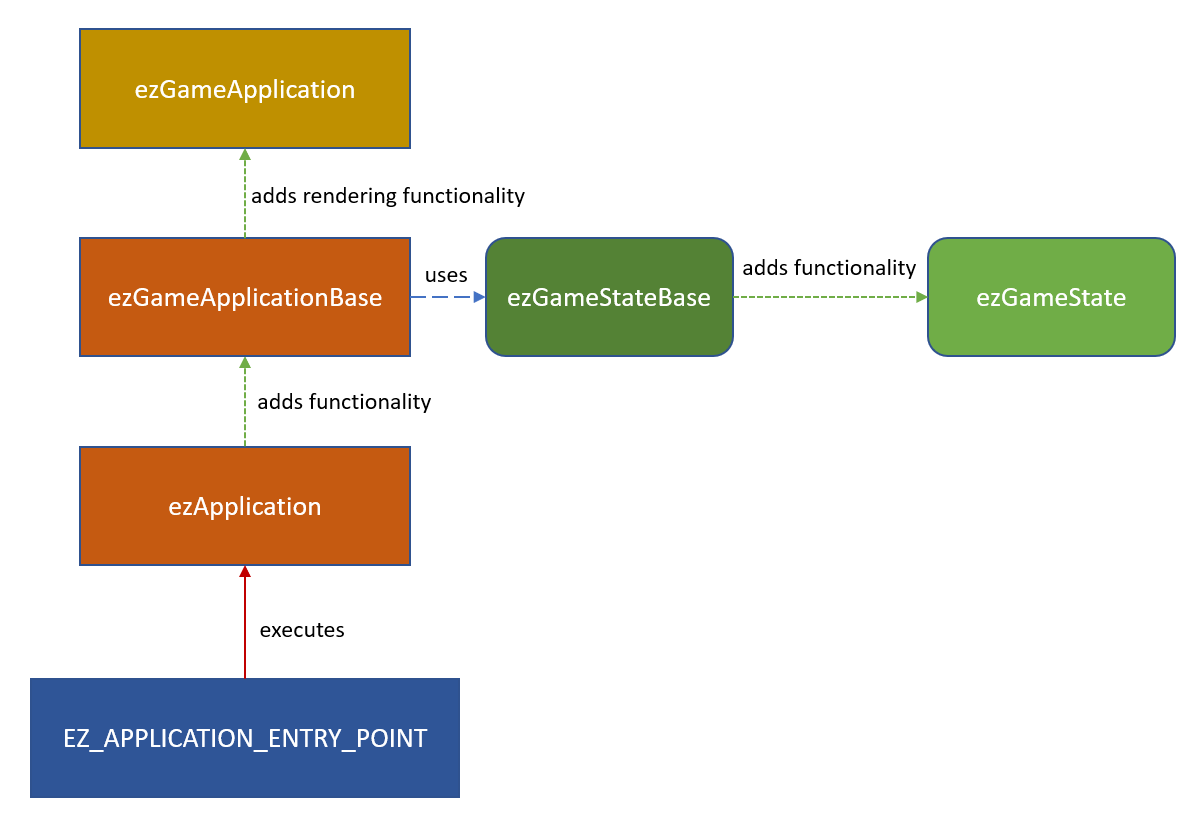 ezGameApplication
adds rendering functionality
ezGameApplicationBase
uses
ezGameStateBase
adds functionality
ezGameState
adds functionality
ezApplication
executes
EZ_APPLICATION_ENTRY_POINT